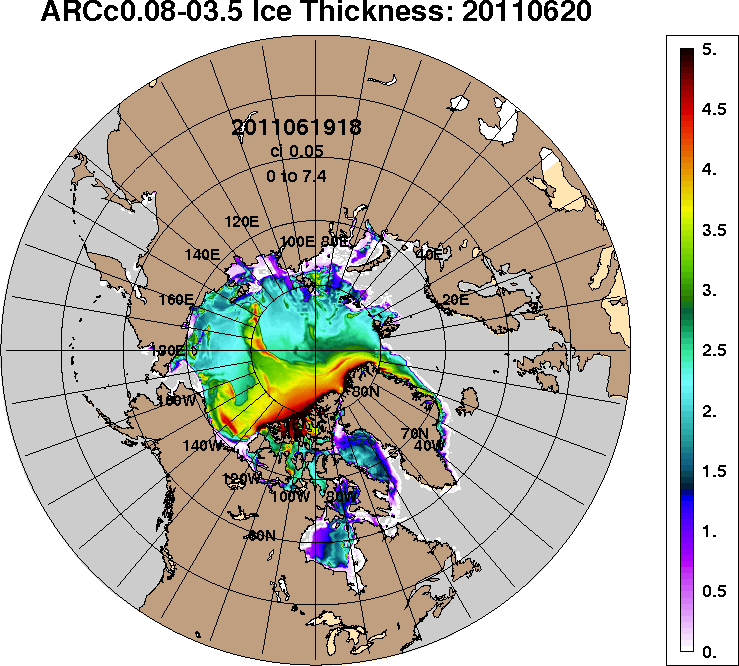 ARCc0.08-03.5 Ice Thickness: 20110620
5.
4.5
4.
3.5
3.
2.5
2.
1.5
1.
0.5
0.
2011061918
ci 0.05
0 to 7.4
120E
100E 80E
140E
40E
160E
20E
180E
160W
80N
140W
70N
40W
120W
100W 80W
60N